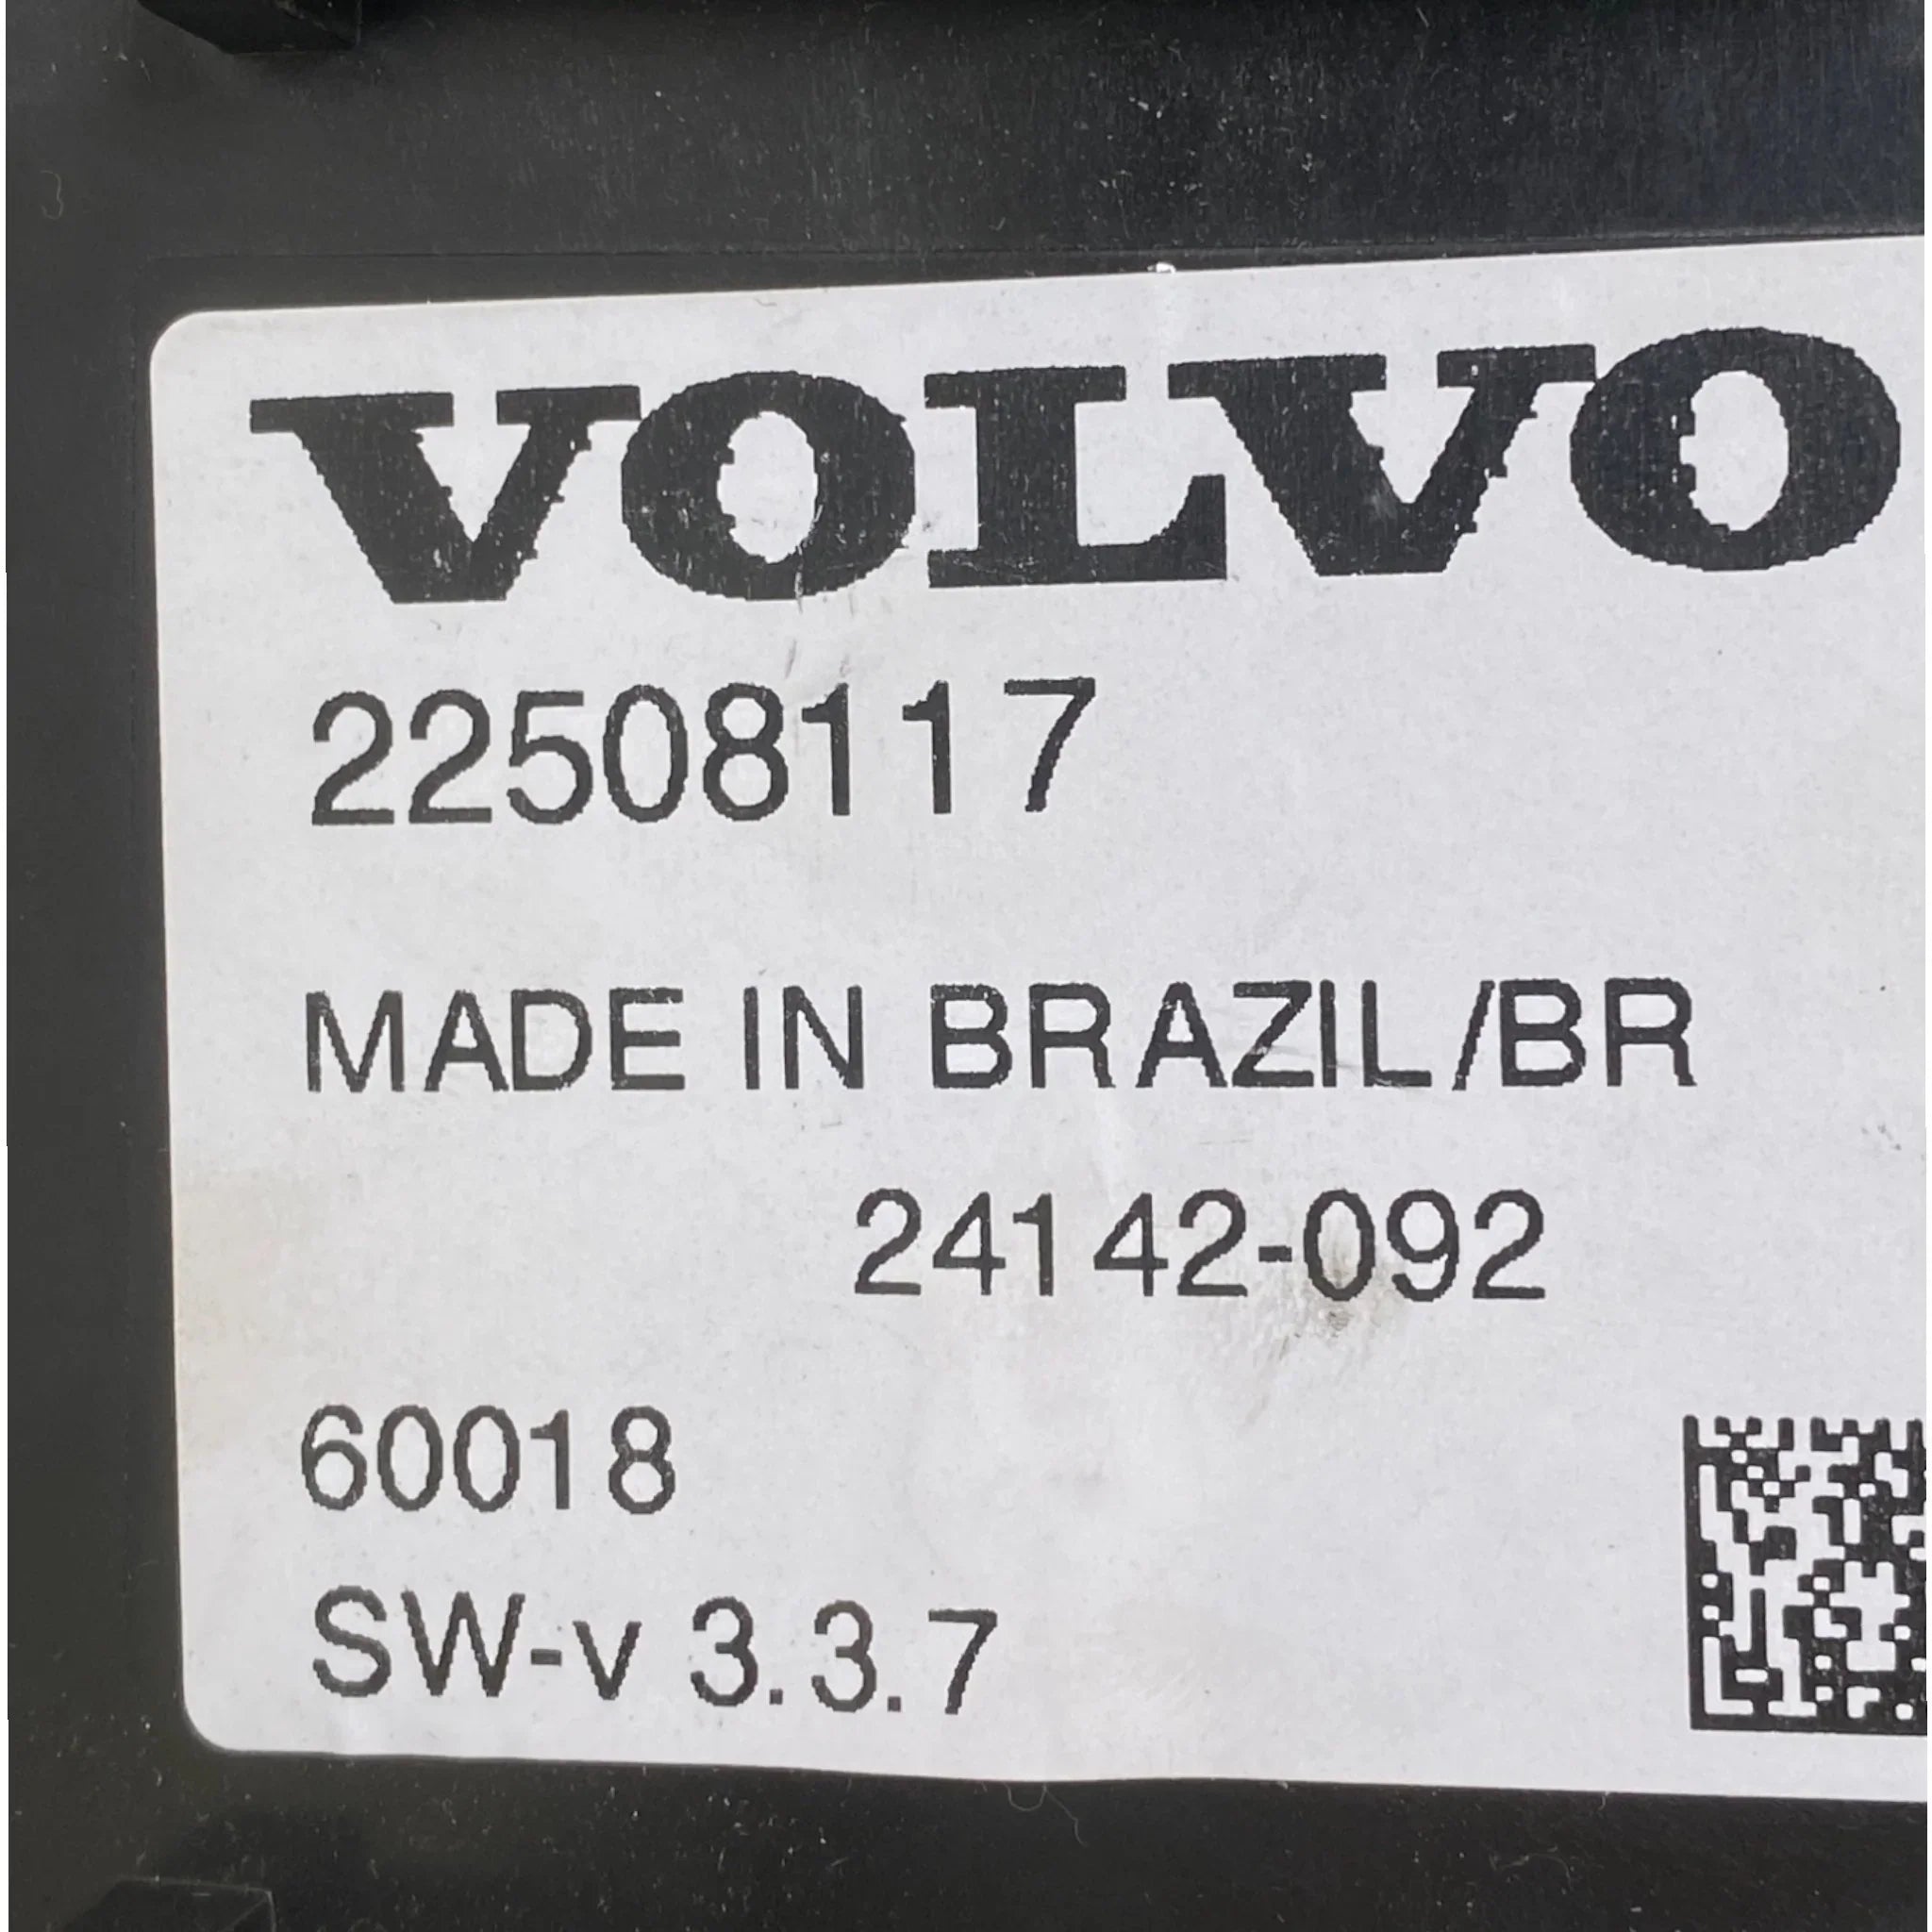 VOLVO
22508117
MADE IN BRAZIL/BR
24142-092
60018
SW-v 3.3.7